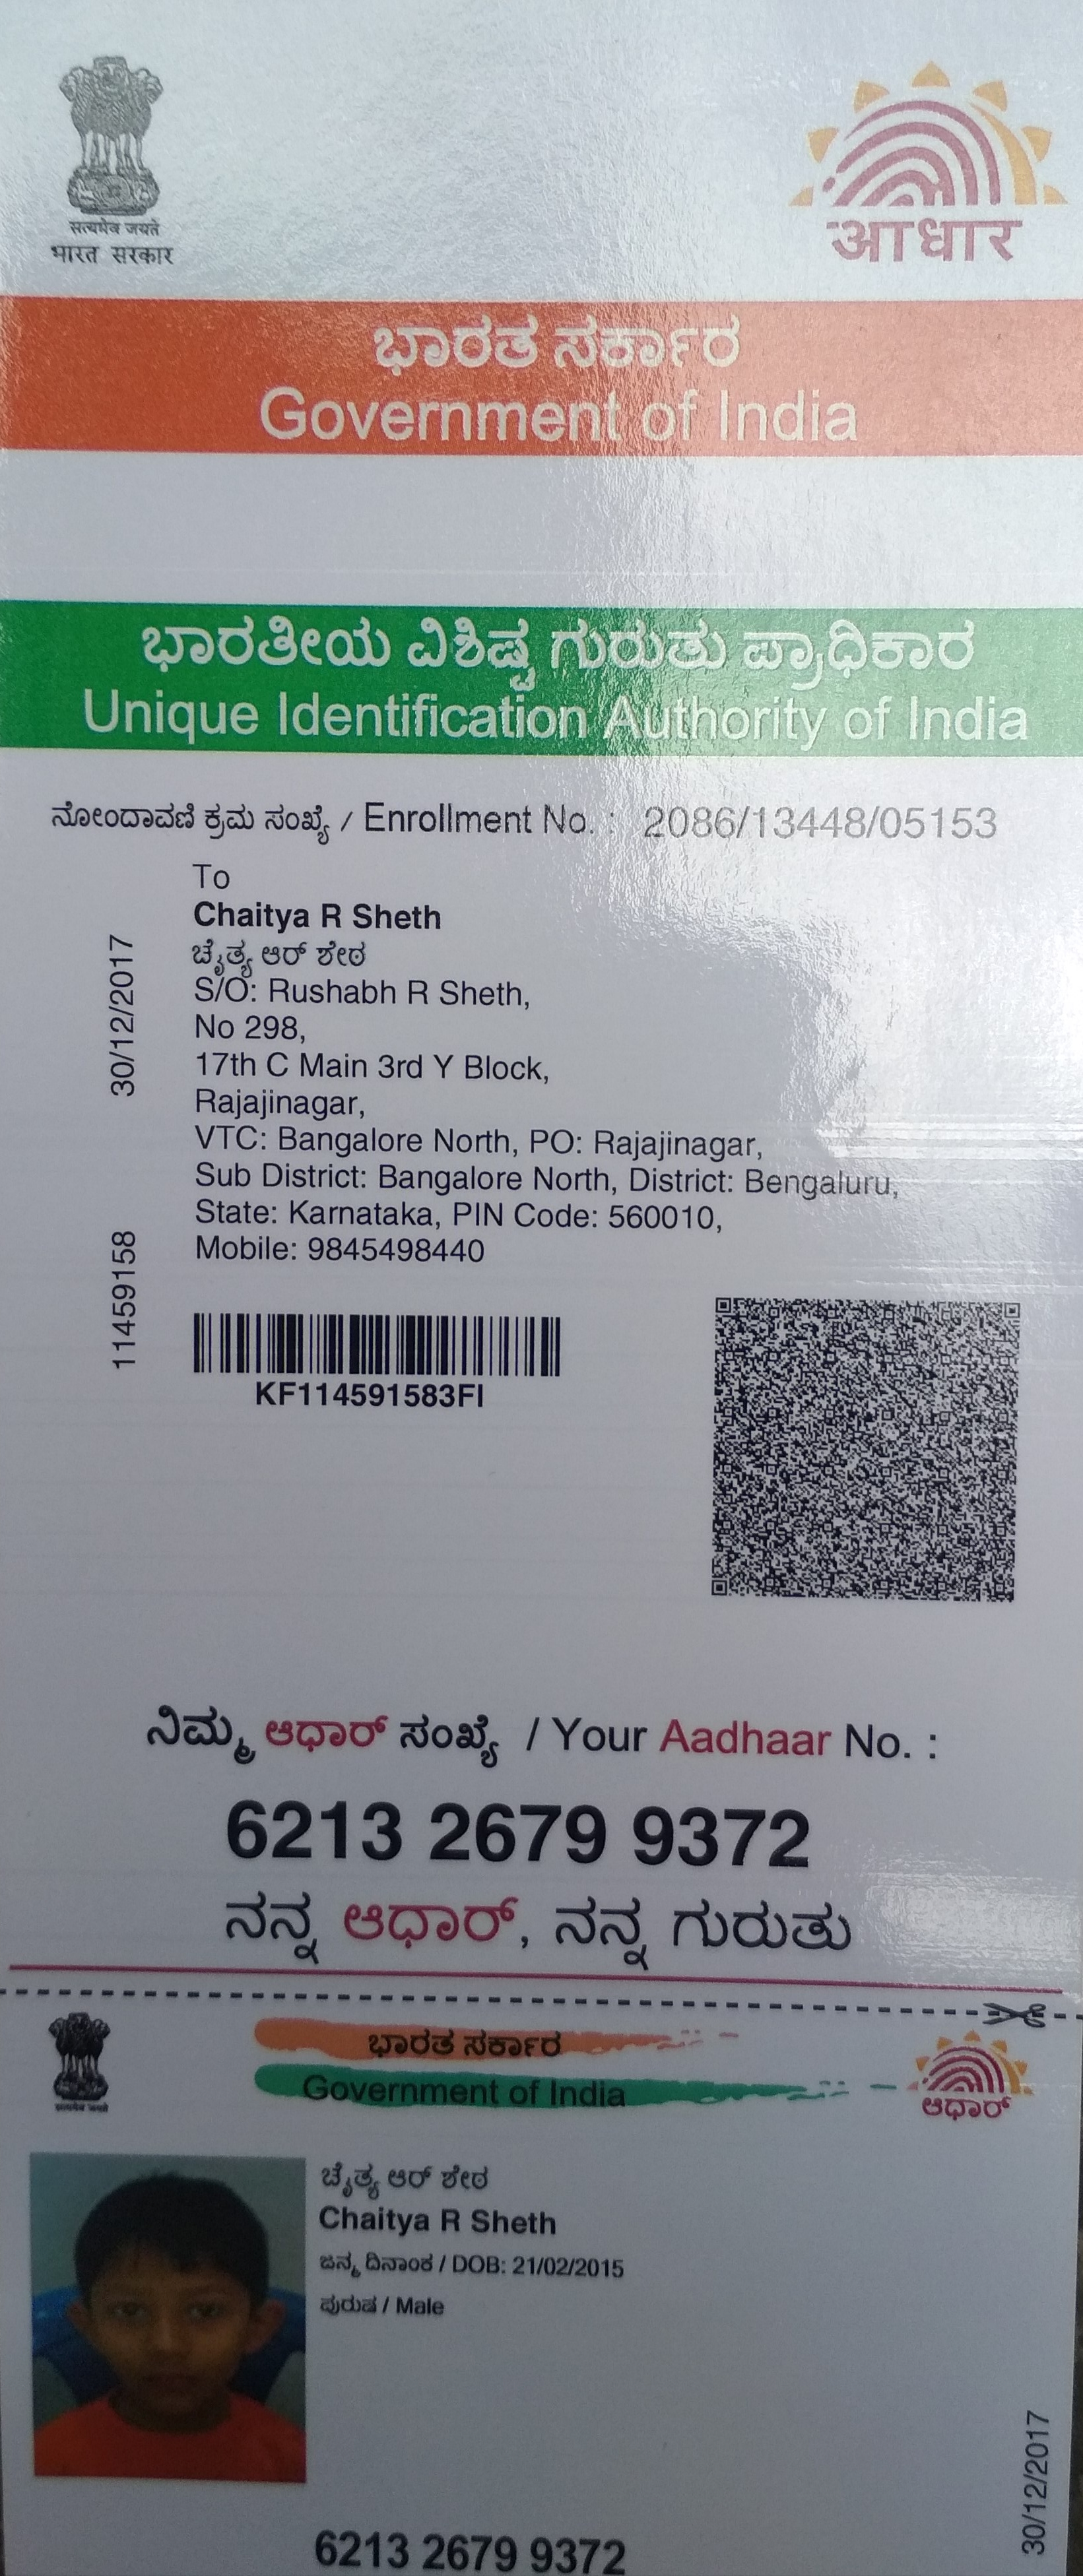 सत्यमेव जयते
भारत सरकार
आधार
ಭಾರತ ಸರ್ಕಾರ
Government of India
ಭಾರತೀಯ ವಿಶಿಷ್ಟ ಗುರುತು ಪ್ರಾಧಿಕಾರ
Unique Identification Authority of India
ನೋಂದಾವಣಿ ಕ್ರಮ ಸಂಖ್ಯೆ / Enrollment No. : 2086/13448/05153
To
Chaitya R Sheth
ಚೈತ್ಯ ಆರ್ ಶೇಠ
S/O: Rushabh R Sheth,
No 298,
17th C Main 3rd Y Block,
Rajajinagar,
VTC: Bangalore North, PO: Rajajinagar,
Sub District: Bangalore North, District: Bengaluru,
State: Karnataka, PIN Code: 560010,
Mobile: 9845498440
30/12/2017
11459158
KF114591583FI
ನಿಮ್ಮ ಆಧಾರ್ ಸಂಖ್ಯೆ / Your Aadhaar No. :
6213 2679 9372
ನನ್ನ ಆಧಾರ್, ನನ್ನ ಗುರುತು
सत्यमेव जयते
ಭಾರತ ಸರ್ಕಾರ
Government of India
ಆಧಾರ್
ಚೈತ್ಯ ಆರ್ ಶೇಠ
Chaitya R Sheth
ಜನ್ಮ ದಿನಾಂಕ / DOB: 21/02/2015
ಪುರುಷ / Male
30/12/2017
6213 2679 9372